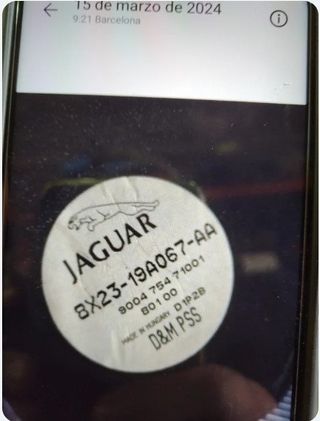 15 de marzo de 2024
9:21 Barcelona
JAGUAR
8X23-19A067-AA
9004 754 71001
801 00
MADE IN HUNGARY D1P2B
D&M PSS